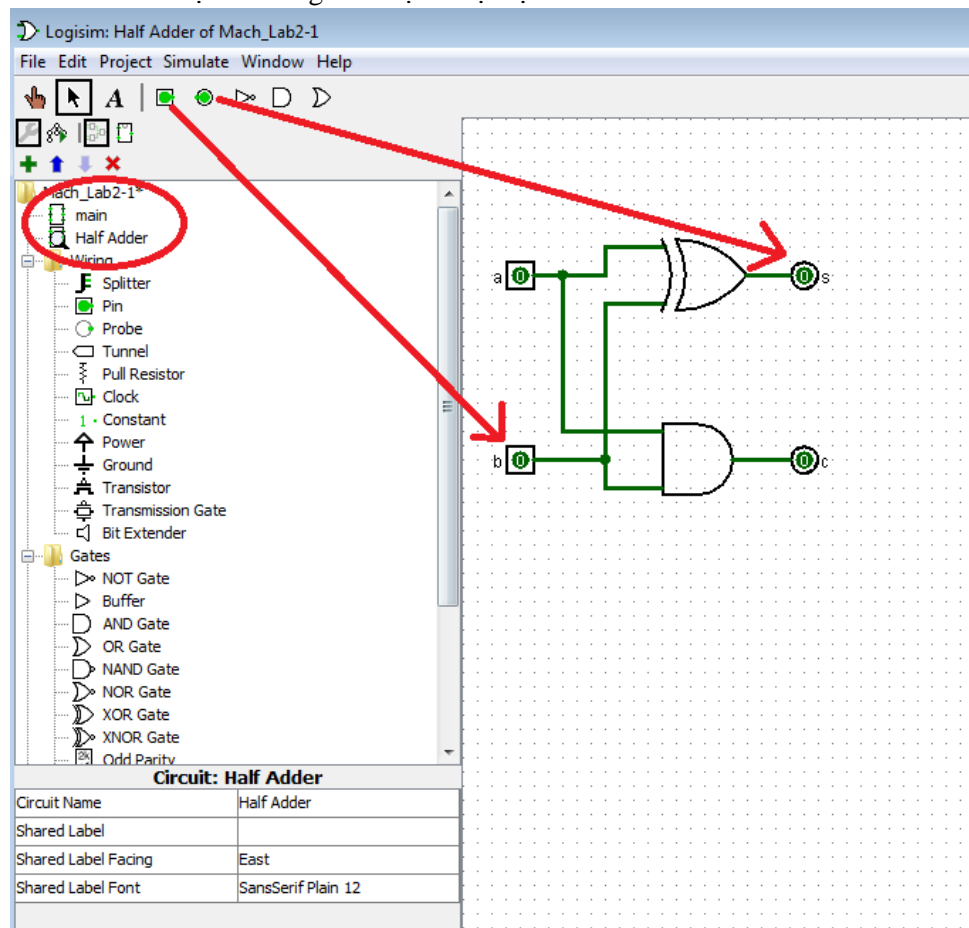 Logisim: Half Adder of Mach_Lab2-1
File Edit Project Simulate Window Help
A
Mach_Lab2-1*
main
Half Adder
Wiring
Splitter
Pin
Probe
Tunnel
Pull Resistor
Clock
1 Constant
Power
Ground
Transistor
Transmission Gate
Bit Extender
Gates
NOT Gate
Buffer
AND Gate
OR Gate
NAND Gate
NOR Gate
XOR Gate
XNOR Gate
Odd Parity
Circuit: Half Adder
Circuit Name Half Adder
Shared Label
Shared Label Facing East
Shared Label Font SansSerif Plain 12
a 0 0 s
b 0 0 c